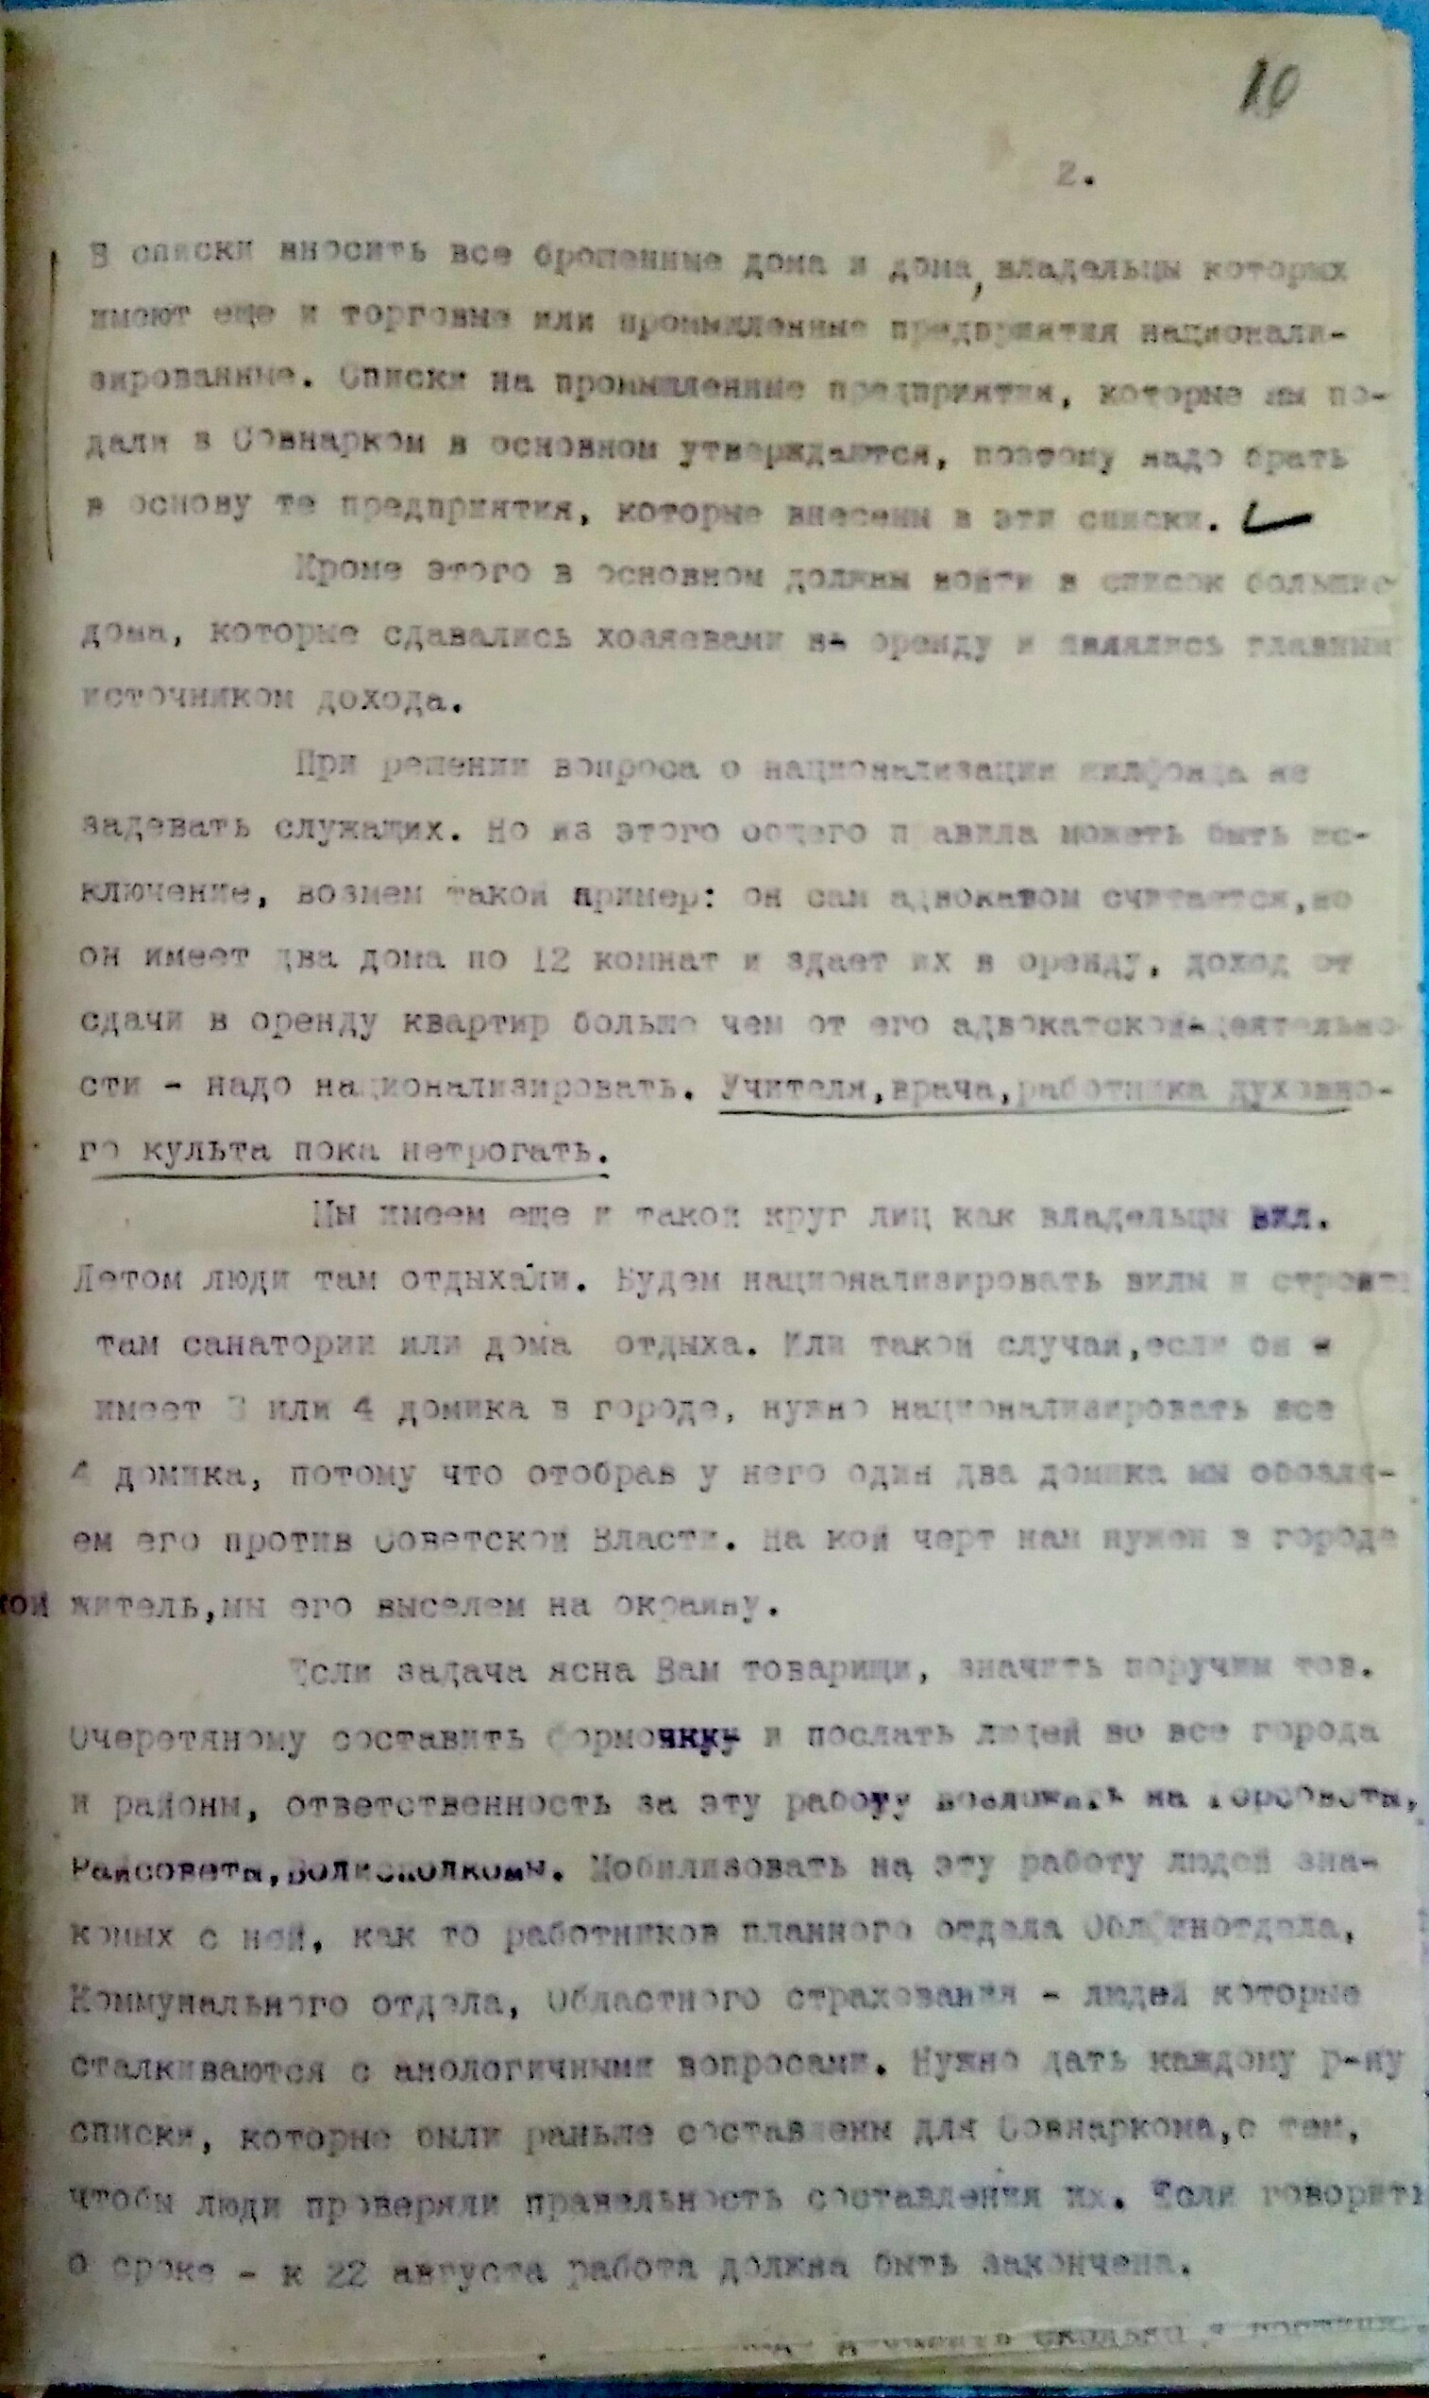 10
2.
В списки вносить все брошенные дома и дома, владельцы которых
имеют еще и торговые или промышленные предприятия национали-
зированные. Списки на промышленные предприятия, которые мы по-
дали в Совнарком в основном утверждаются, поэтому надо брать
в основу те предприятия, которые внесены в эти списки.
Кроме этого в основном должны войти в список большие
дома, которые сдавались хозяевами в оренду и являлись главным
источником дохода.
При решении вопроса о национализации жилфонда не
задевать служащих. Но из этого общего правила можеть быть ис-
ключение, возмем такой пример: он сам адвокатом считается, но
он имеет два дома по 12 комнат и здает их в оренду, доход от
сдачи в оренду квартир больше чем от его адвокатской деятельно-
сти - надо национализировать. Учителя, врача, работника духовно-
го культа пока нетрогать.
Мы имеем еще и такой круг лиц как владельцы вил.
Летом люди там отдыхали. Будем национализировать вилы и строить
там санатории или дома отдыха. Или такой случай, если он
имеет 3 или 4 домика в городе, нужно национализировать все
4 домика, потому что отобрав у него один два домика мы обозля-
ем его против Советской Власти. На кой черт нам нужен в городе
кой житель, мы его выселем на окраину.
Если задача ясна Вам товарищи, значить поручим тов.
Очеретяному составить и послать людей во все города
и районы, ответственность за эту работу возложить на Горсоветы,
Райсоветы, Волисполкомы. Мобилизовать на эту работу людей зна-
комых с ней, как то работников планного отдела Облфинотдела,
Коммунального отдела, Областного страхования - людей которые
сталкиваются с анологичными вопросами. Нужно дать каждому р-ну
списки, которые были раньше составлены для Совнаркома, с тем,
чтобы люди проверяли правельность составления их. Если говорить
о сроке - к 22 августа работа должна быть закончена.